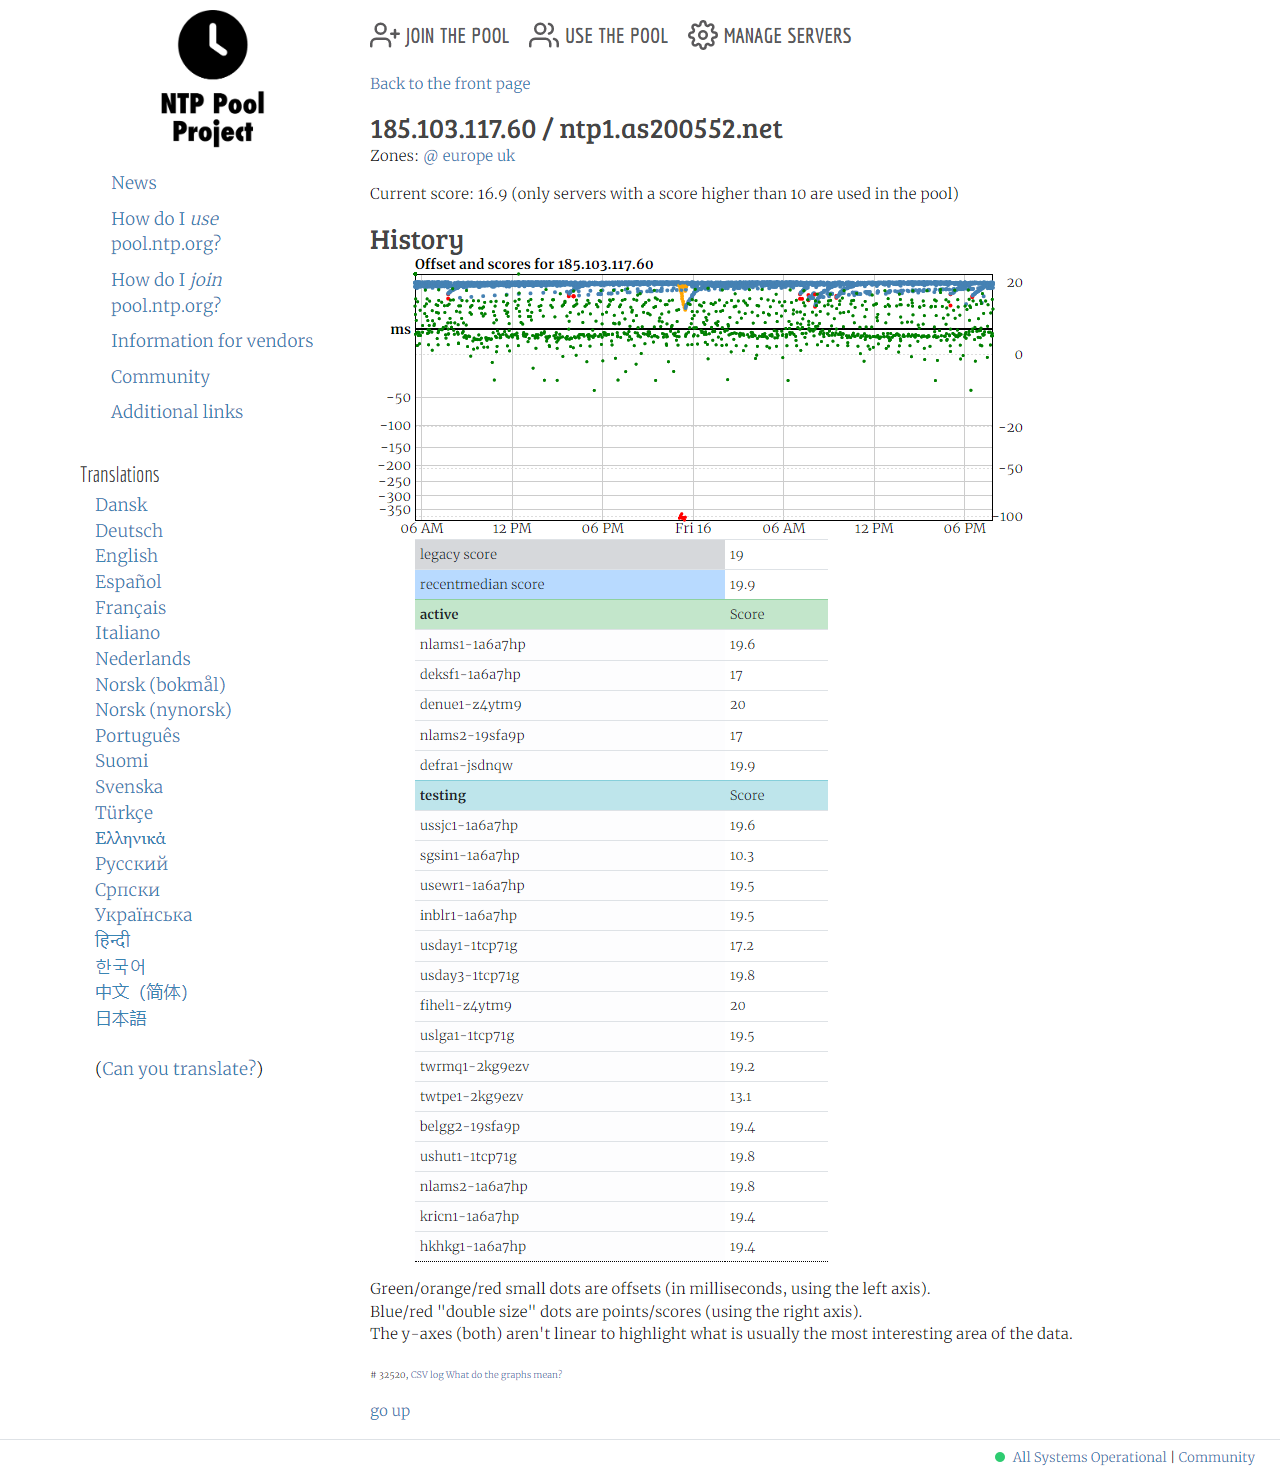 NTP Pool
Project
JOIN THE POOL
USE THE POOL
MANAGE SERVERS
News
How do I use
pool.ntp.org?
How do I join
pool.ntp.org?
Information for vendors
Community
Additional links
Translations
Dansk
Deutsch
English
Español
Français
Italiano
Nederlands
Norsk (bokmål)
Norsk (nynorsk)
Português
Suomi
Svenska
Türkçe
Ελληνικά
Русский
Српски
Українська
हिन्दी
한국어
中文（简体）
日本語
(Can you translate?)
Back to the front page
185.103.117.60 / ntp1.as200552.net
Zones: @ europe uk
Current score: 16.9 (only servers with a score higher than 10 are used in the pool)
History
Offset and scores for 185.103.117.60
20
ms
0
-50
-100
-20
-150
-200
-50
-250
-300
-350
-100
06 AM 12 PM 06 PM Fri 16 06 AM 12 PM 06 PM
legacy score 19
recentmedian score 19.9
active Score
nlams1-1a6a7hp 19.6
deksf1-1a6a7hp 17
denue1-z4ytm9 20
nlams2-19sfa9p 17
defra1-jsdnqw 19.9
testing Score
ussjc1-1a6a7hp 19.6
sgsin1-1a6a7hp 10.3
usewr1-1a6a7hp 19.5
inblr1-1a6a7hp 19.5
usday1-1tcp71g 17.2
usday3-1tcp71g 19.8
fihel1-z4ytm9 20
uslga1-1tcp71g 19.5
twrmq1-2kg9ezv 19.2
twtpe1-2kg9ezv 13.1
belgg2-19sfa9p 19.4
ushut1-1tcp71g 19.8
nlams2-1a6a7hp 19.8
kricn1-1a6a7hp 19.4
hkhkg1-1a6a7hp 19.4
Green/orange/red small dots are offsets (in milliseconds, using the left axis).
Blue/red "double size" dots are points/scores (using the right axis).
The y-axes (both) aren't linear to highlight what is usually the most interesting area of the data.
# 32520, CSV log What do the graphs mean?
go up
All Systems Operational | Community